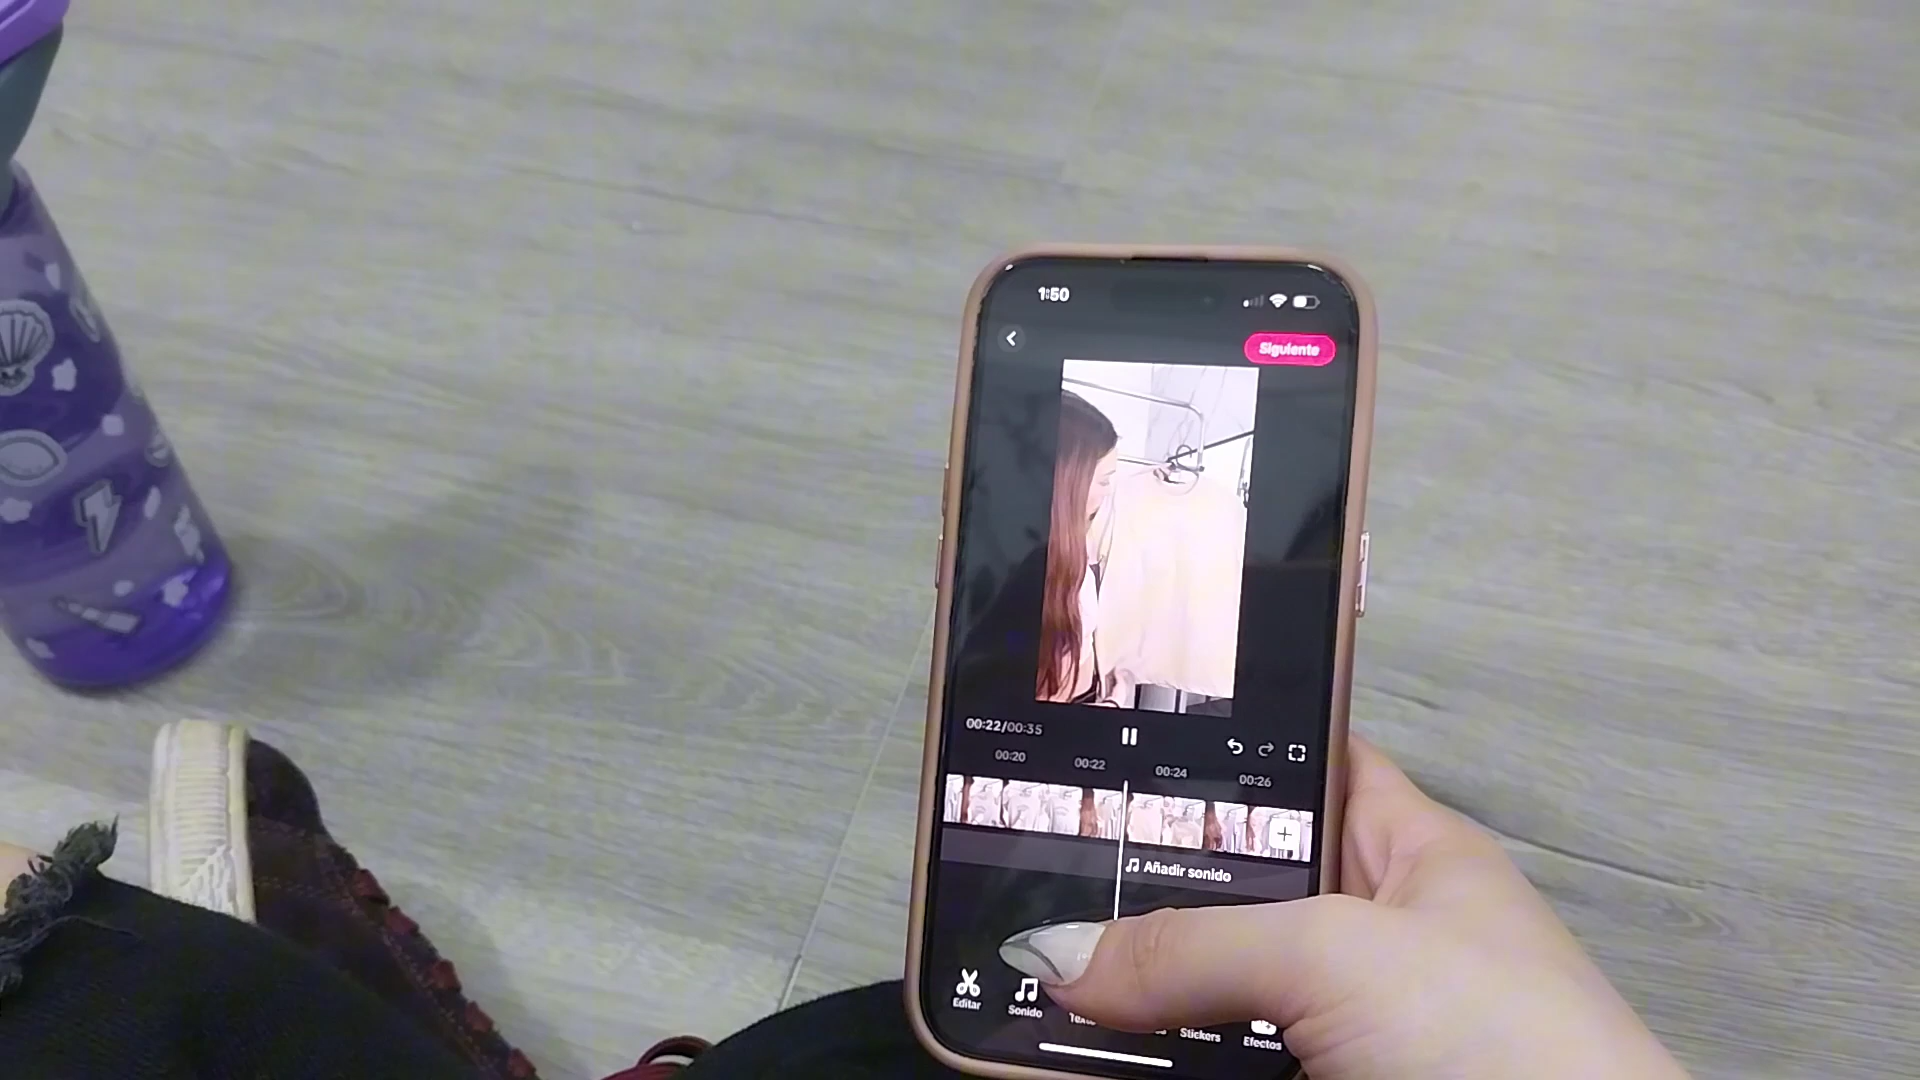 1:50
Siguiente
00:22/00:35
00:20 00:22 00:24 00:26
Añadir sonido
Editar Sonido Texto Stickers Efectos